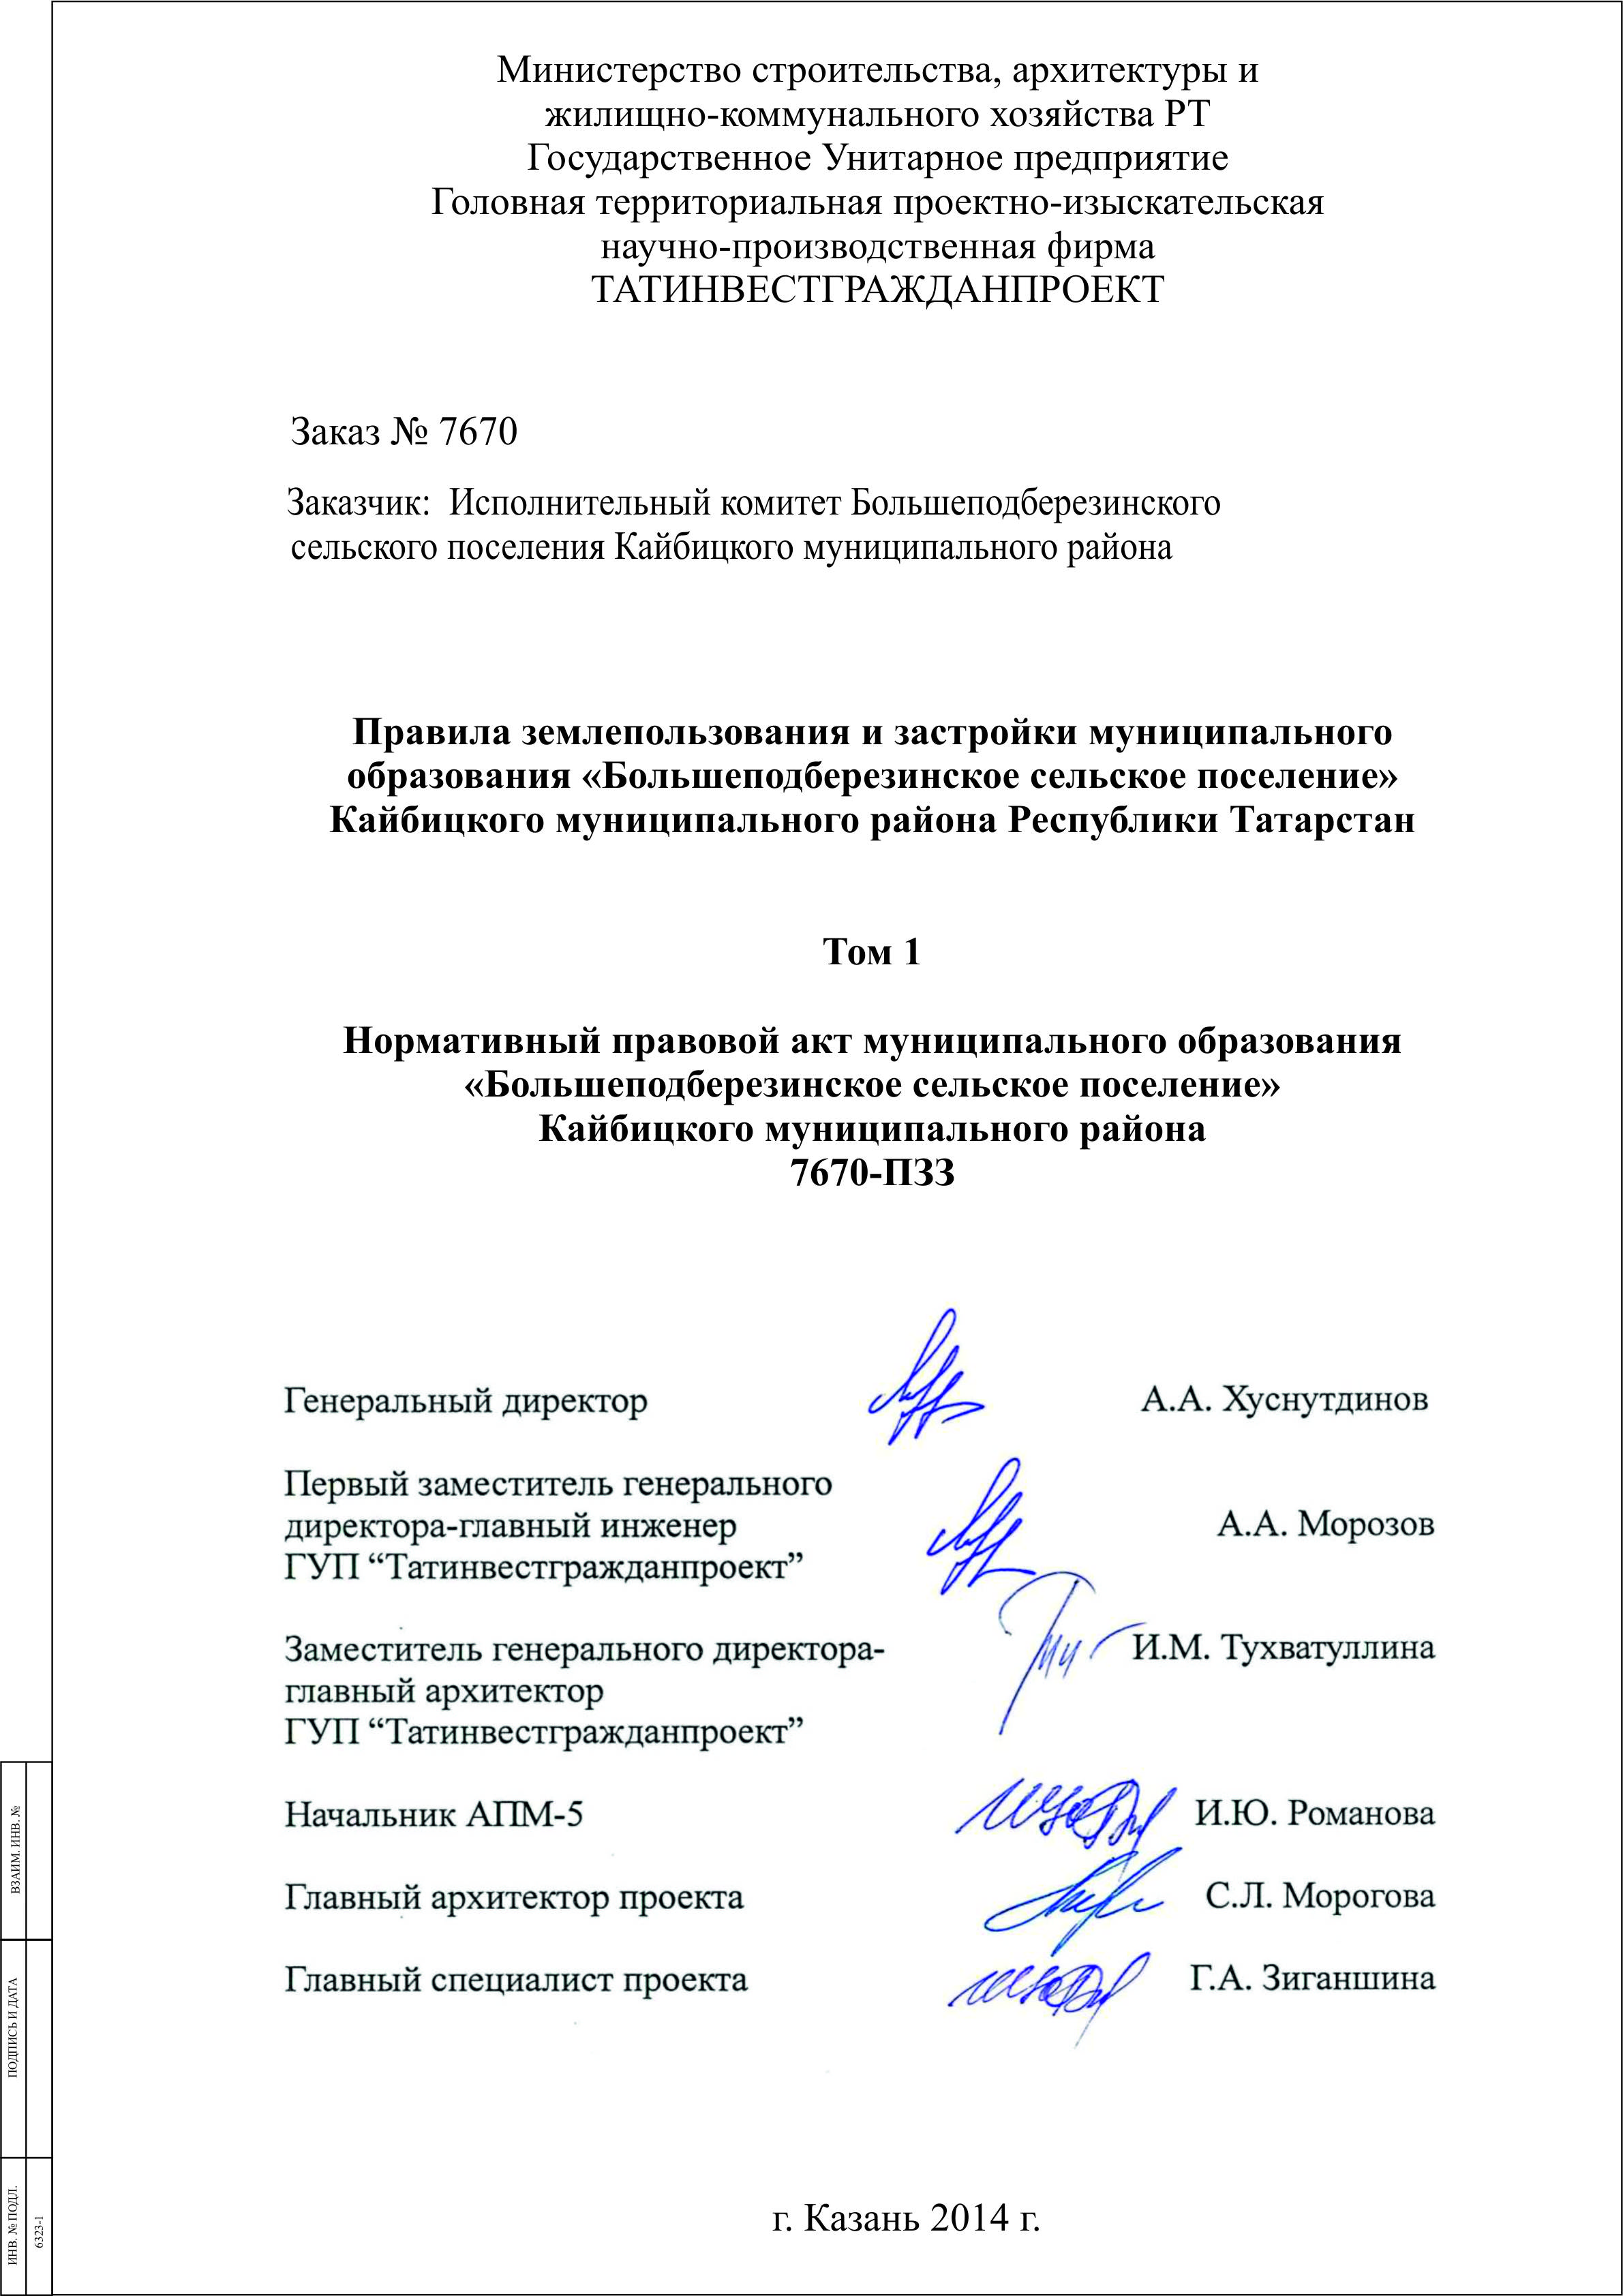 Министерство строительства, архитектуры и
жилищно-коммунального хозяйства РТ
Государственное Унитарное предприятие
Головная территориальная проектно-изыскательская
научно-производственная фирма
ТАТИНВЕСТГРАЖДАНПРОЕКТ
Заказ № 7670
Заказчик: Исполнительный комитет Большеподберезинского
сельского поселения Кайбицкого муниципального района
Правила землепользования и застройки муниципального
образования «Большеподберезинское сельское поселение»
Кайбицкого муниципального района Республики Татарстан
Том 1
Нормативный правовой акт муниципального образования
«Большеподберезинское сельское поселение»
Кайбицкого муниципального района
7670-ПЗЗ
Генеральный директор А.А. Хуснутдинов
Первый заместитель генерального
директора-главный инженер А.А. Морозов
ГУП “Татинвестгражданпроект”
Заместитель генерального директора- И.М. Тухватуллина
главный архитектор
ГУП “Татинвестгражданпроект”
Начальник АПМ-5 И.Ю. Романова
Главный архитектор проекта С.Л. Морогова
Главный специалист проекта Г.А. Зиганшина
г. Казань 2014 г.
ВЗАИМ. ИНВ. №
ПОДПИСЬ И ДАТА
ИНВ. № ПОДЛ.
6323-1